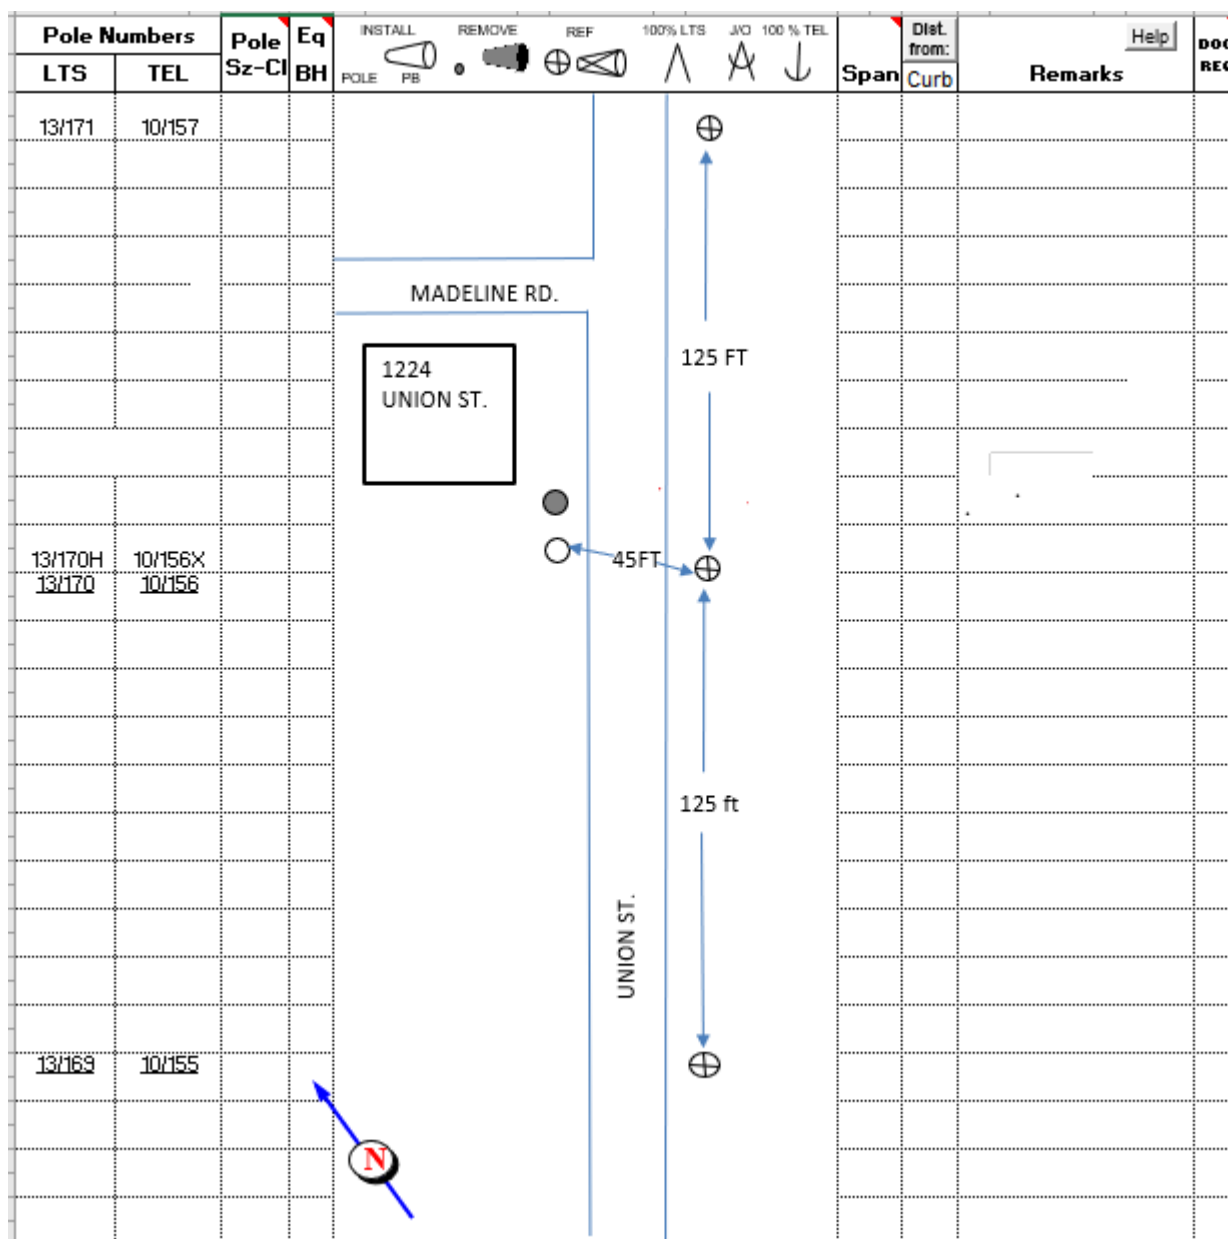 Pole Numbers
LTS
TEL
Pole
Sz-Cl
Eq
BH
INSTALL
POLE PB
REMOVE
REF
100% LTS
J/O
100 % TEL
Span
Dist.
from:
Curb
Help
Remarks
13/171 10/157
MADELINE RD.
1224
UNION ST.
125 FT
45FT
13/170H 10/156X
13/170 10/156
125 ft
UNION ST.
13/169 10/155
N